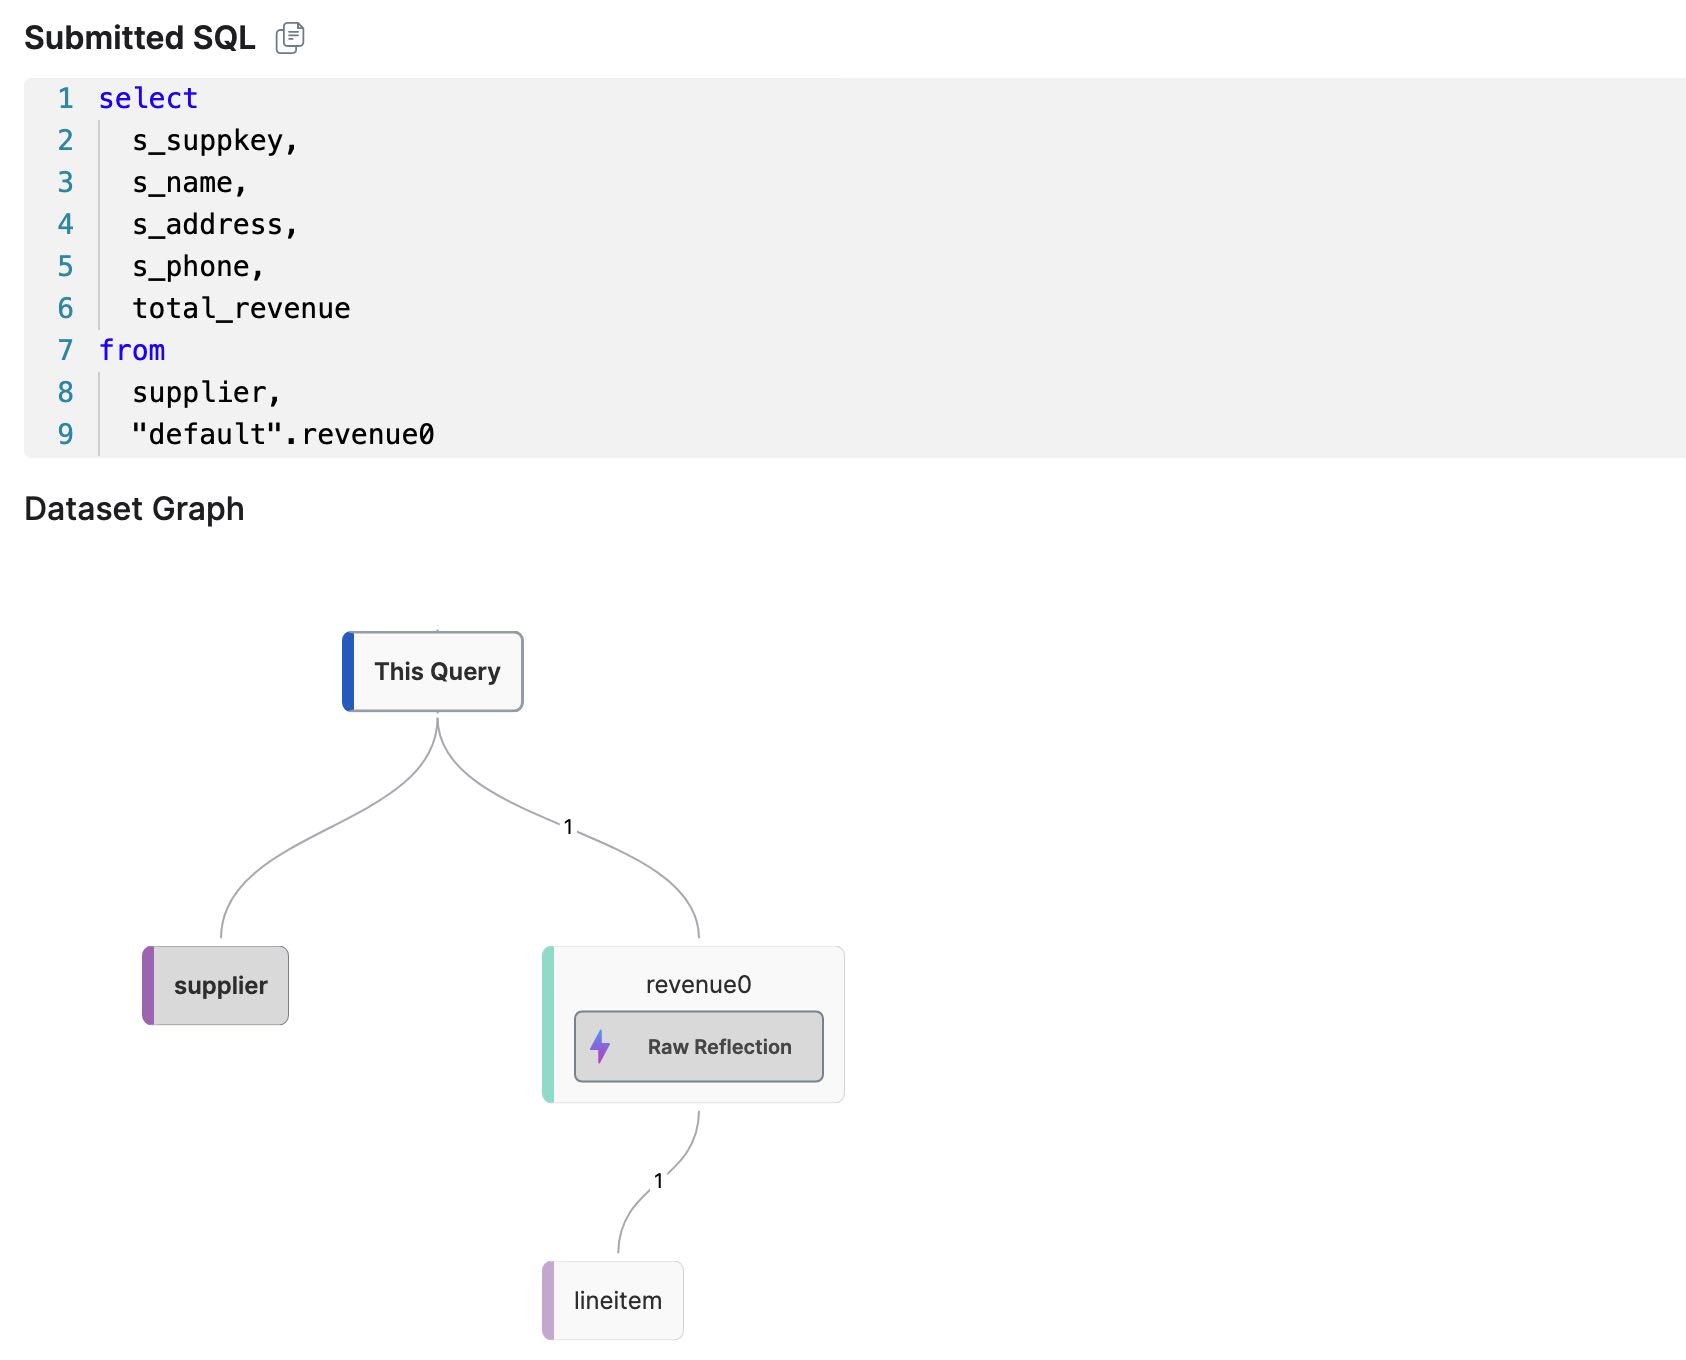 Submitted SQL
1 select
2 s_suppkey,
3 s_name,
4 s_address,
5 s_phone,
6 total_revenue
7 from
8 supplier,
9 "default".revenue0
Dataset Graph
This Query
1
supplier
revenue0
Raw Reflection
1
lineitem